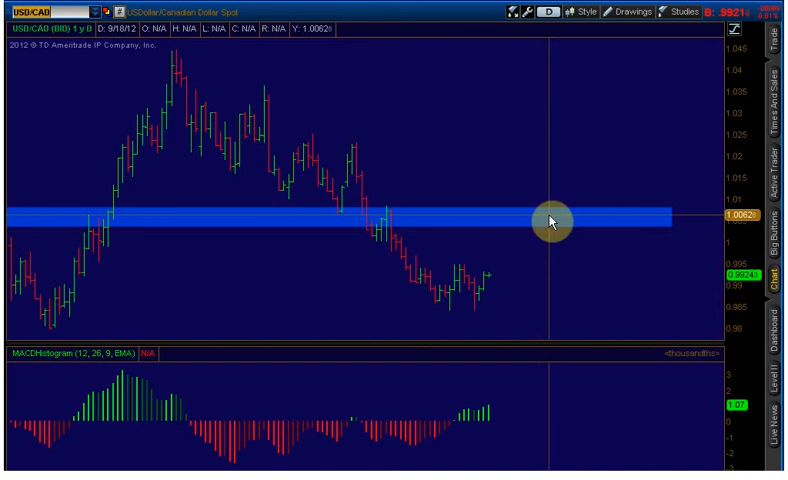 USD/CAD # USDollar/Canadian Dollar Spot D Style Drawings Studies B: .9921
USD/CAD (BID) 1 y D D: 9/18/12 O: N/A H: N/A L: N/A C: N/A R: N/A Y: 1.0062
2012 © TD Ameritrade IP Company, Inc.
1.045
1.04
1.035
1.03
1.025
1.02
1.015
1.01
1.0062
1
0.995
0.9924
0.99
0.985
0.98
MACDHistogram (12, 26, 9, EMA) N/A <thousandths>
3
2
1.07
0
-1
-2
-3
Trade
Times And Sales
Active Trader
Big Buttons
Chart
Dashboard
Level II
Live News